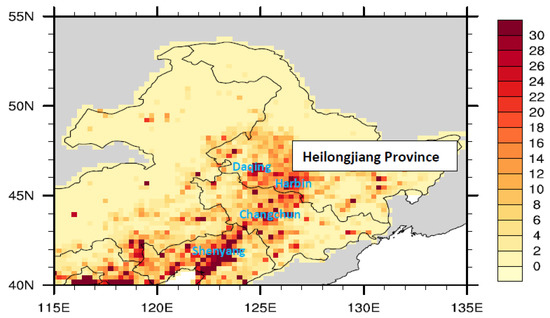 55N
50N
45N
40N
115E
120E
125E
130E
135E
Heilongjiang Province
Daqing
Harbin
Changchun
Shenyang
30
28
26
24
22
20
18
16
14
12
10
8
6
4
2
0